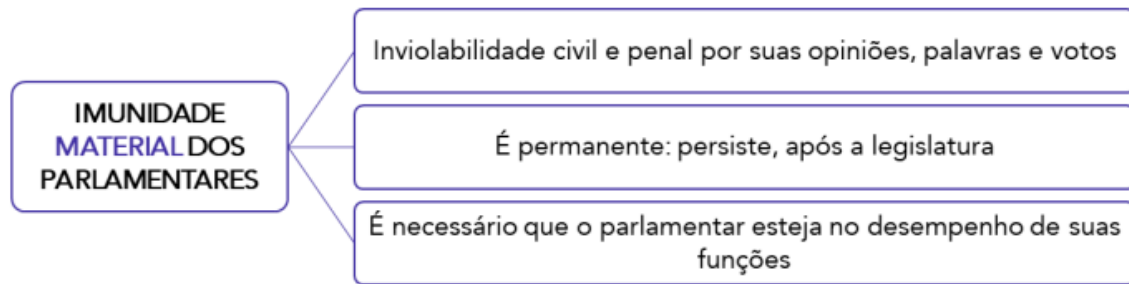 IMUNIDADE
MATERIAL DOS
PARLAMENTARES
Inviolabilidade civil e penal por suas opiniões, palavras e votos
É permanente: persiste, após a legislatura
É necessário que o parlamentar esteja no desempenho de suas
funções